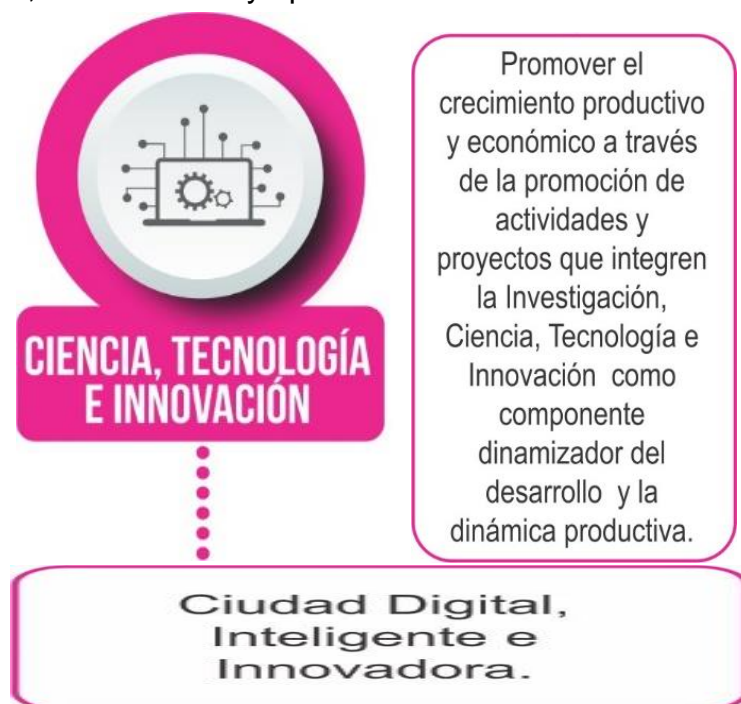 CIENCIA, TECNOLOGÍA
E INNOVACIÓN
Promover el
crecimiento productivo
y económico a través
de la promoción de
actividades y
proyectos que integren
la Investigación,
Ciencia, Tecnología e
Innovación como
componente
dinamizador del
desarrollo y la
dinámica productiva.
Ciudad Digital,
Inteligente e
Innovadora.